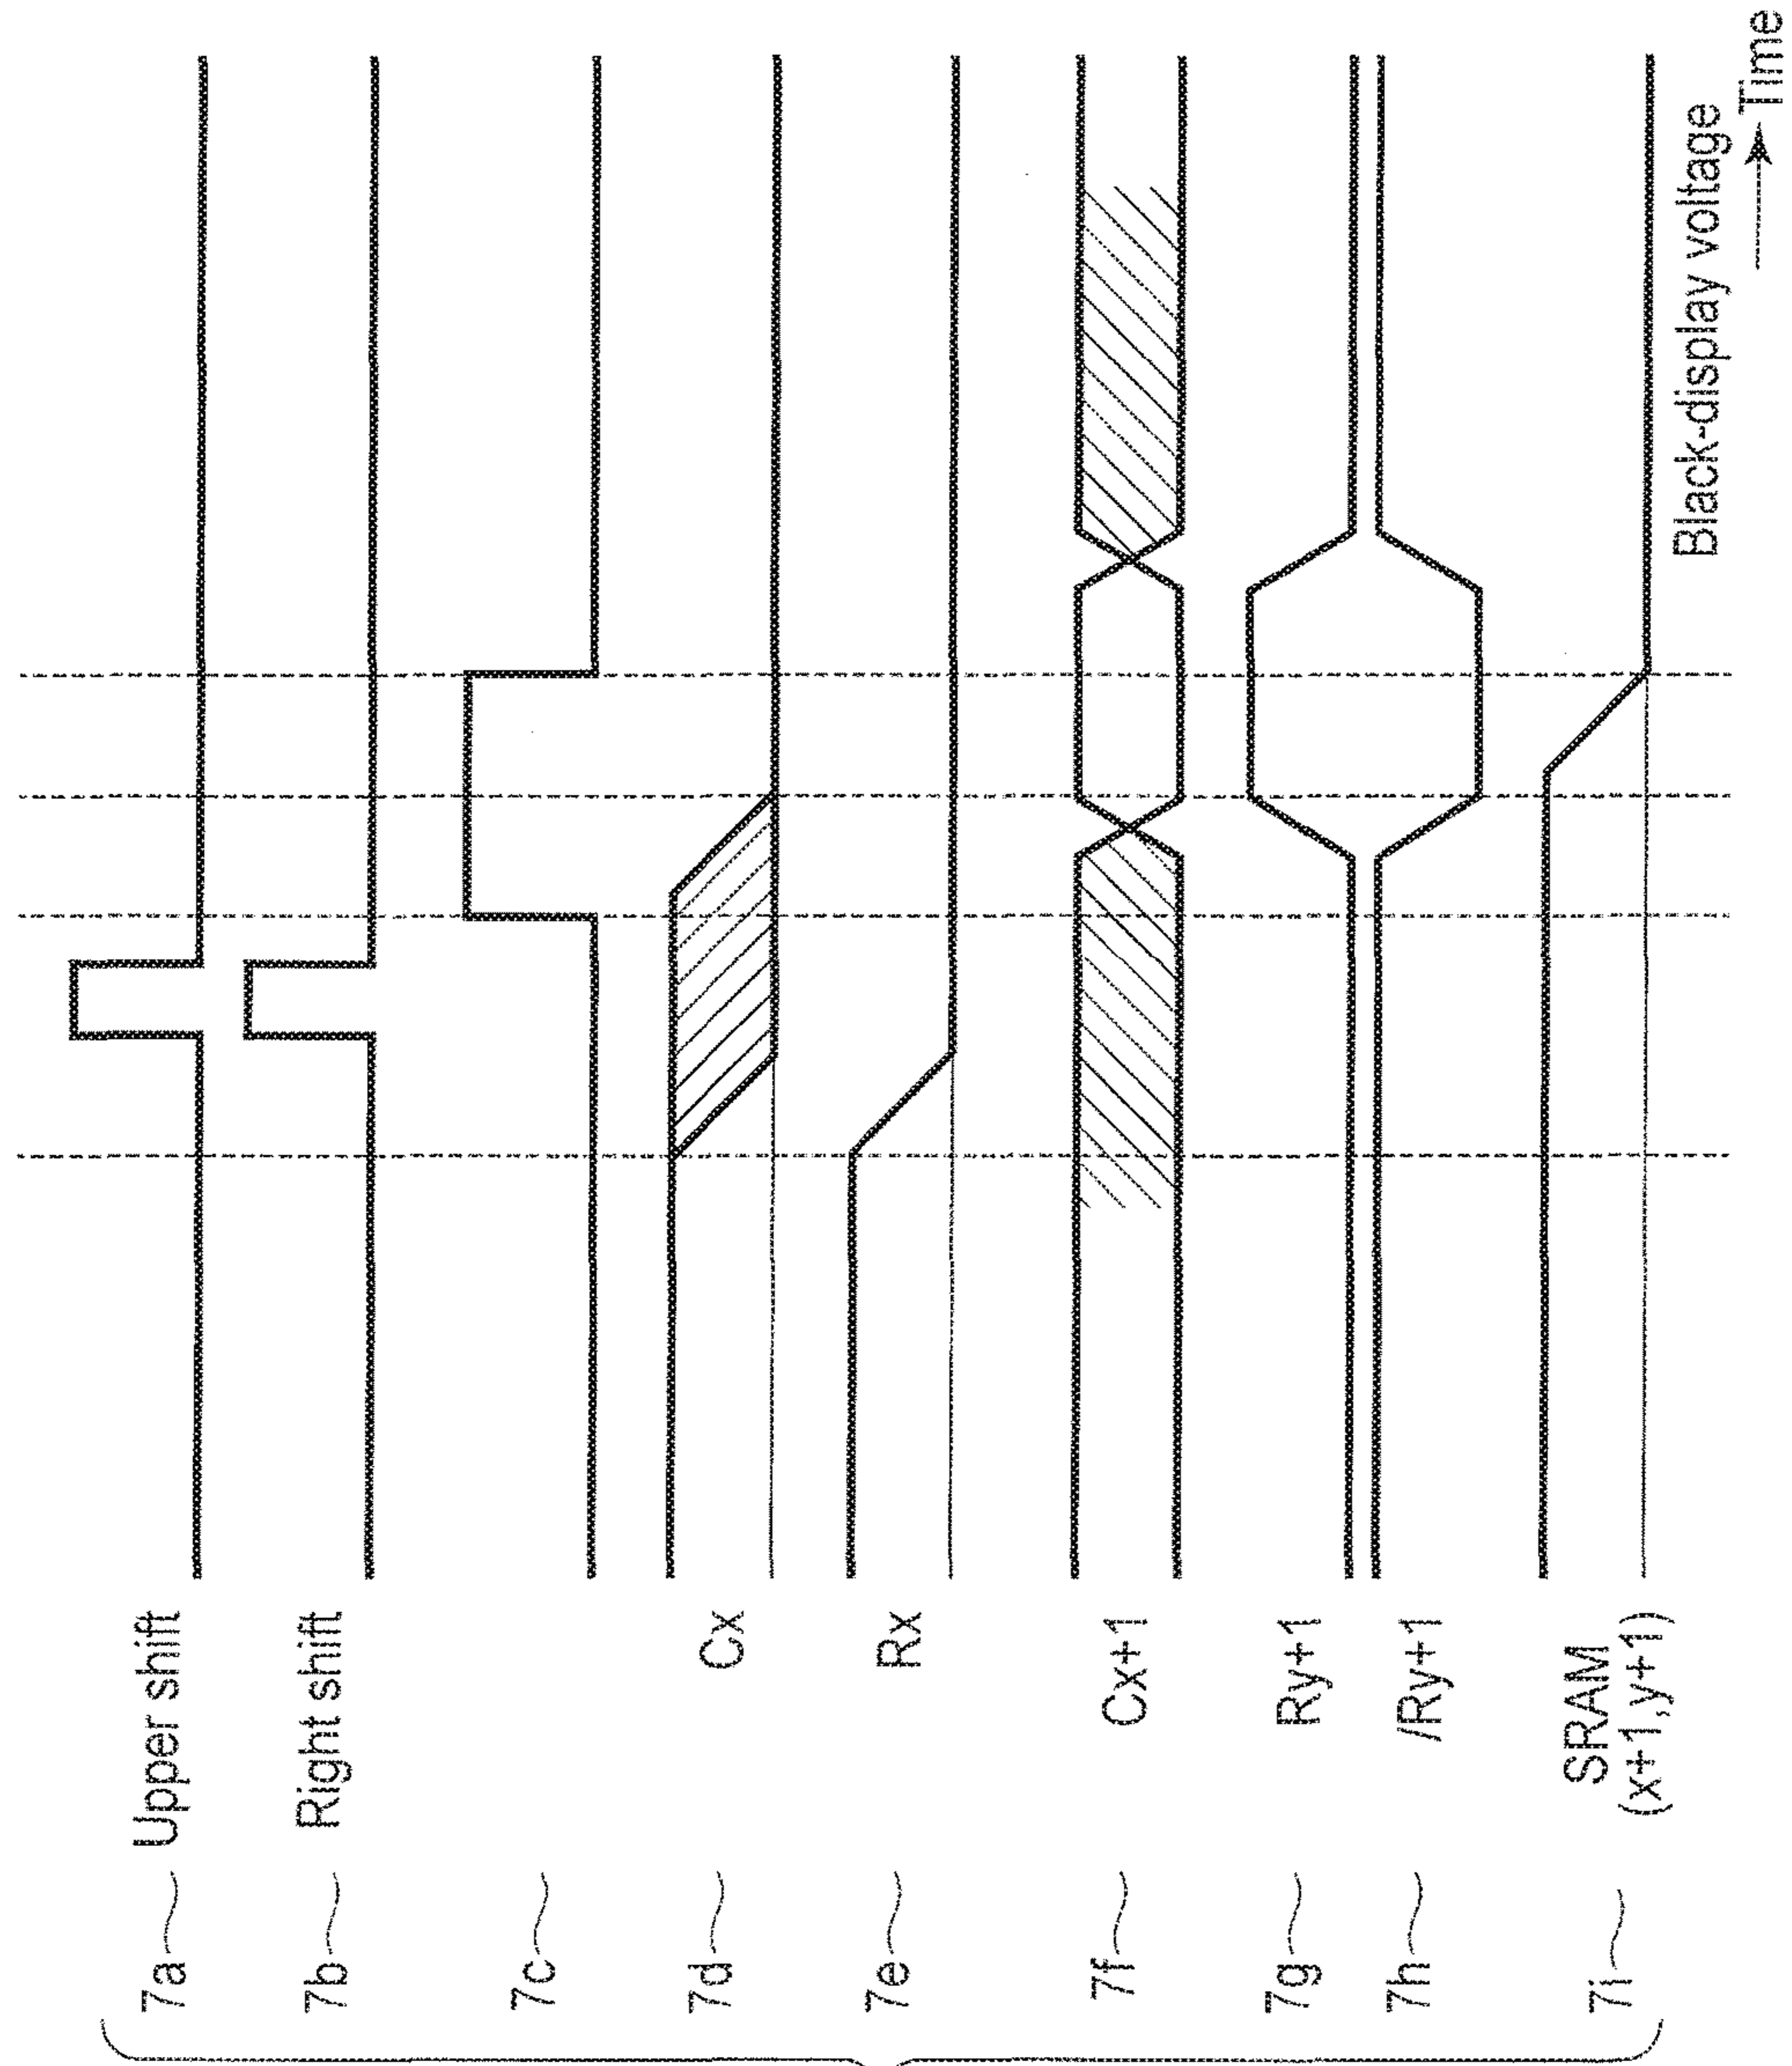 7a Upper shift
7b Right shift
7c
7d Cx
7e Rx
7f Cx+1
7g Ry+1
7h /Ry+1
7i SRAM
(x+1,y+1)
Black-display voltage
Time